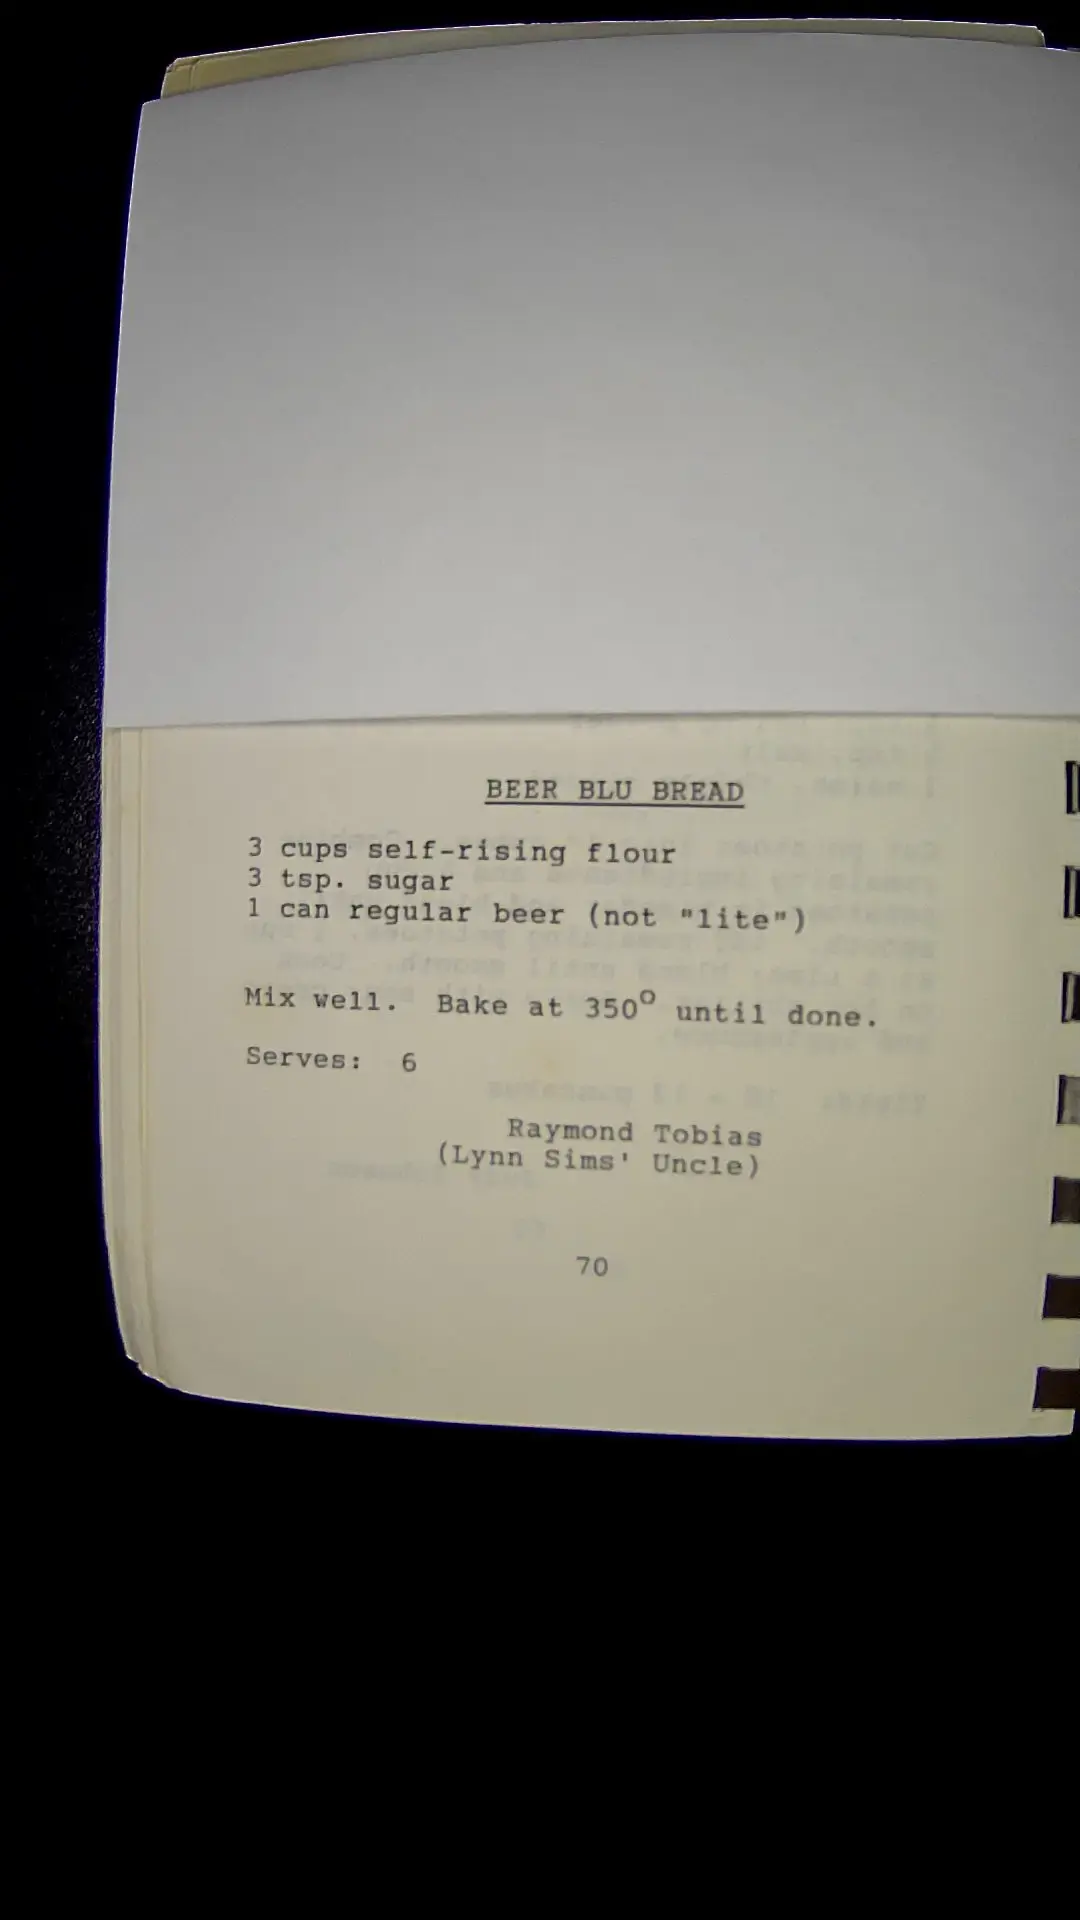 BEER BLU BREAD
3 cups self-rising flour
3 tsp. sugar
1 can regular beer (not "lite")
Mix well. Bake at 350° until done.
Serves: 6
Raymond Tobias
(Lynn Sims' Uncle)
70